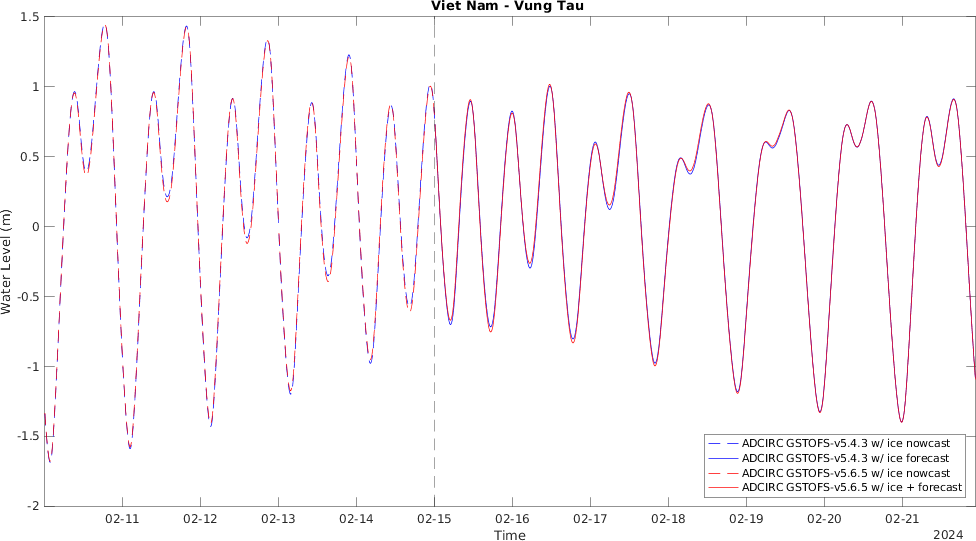 Viet Nam - Vung Tau
1.5
1
0.5
0
-0.5
-1
-1.5
-2
Water Level (m)
02-11 02-12 02-13 02-14 02-15 02-16 02-17 02-18 02-19 02-20 02-21
Time
2024
ADCIRC GSTOFS-v5.4.3 w/ ice nowcast
ADCIRC GSTOFS-v5.4.3 w/ ice forecast
ADCIRC GSTOFS-v5.6.5 w/ ice nowcast
ADCIRC GSTOFS-v5.6.5 w/ ice + forecast